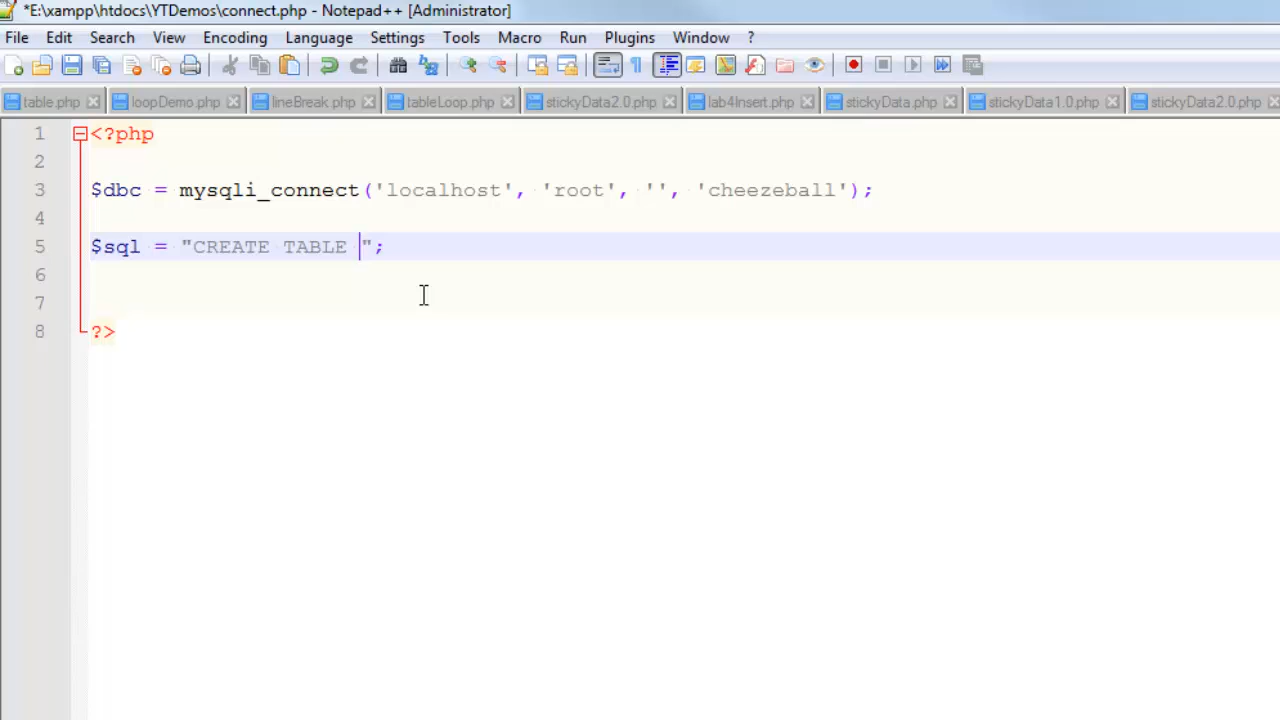 *E:\xampp\htdocs\YTDemos\connect.php - Notepad++ [Administrator]
File Edit Search View Encoding Language Settings Tools Macro Run Plugins Window ?
table.php loopDemo.php lineBreak.php tableLoop.php stickyData2.0.php lab4Insert.php stickyData.php stickyData1.0.php stickyData2.0.php
1 <?php
2
3 $dbc = mysqli_connect('localhost', 'root', '', 'cheezeball');
4
5 $sql = "CREATE TABLE ";
6
7
8 ?>